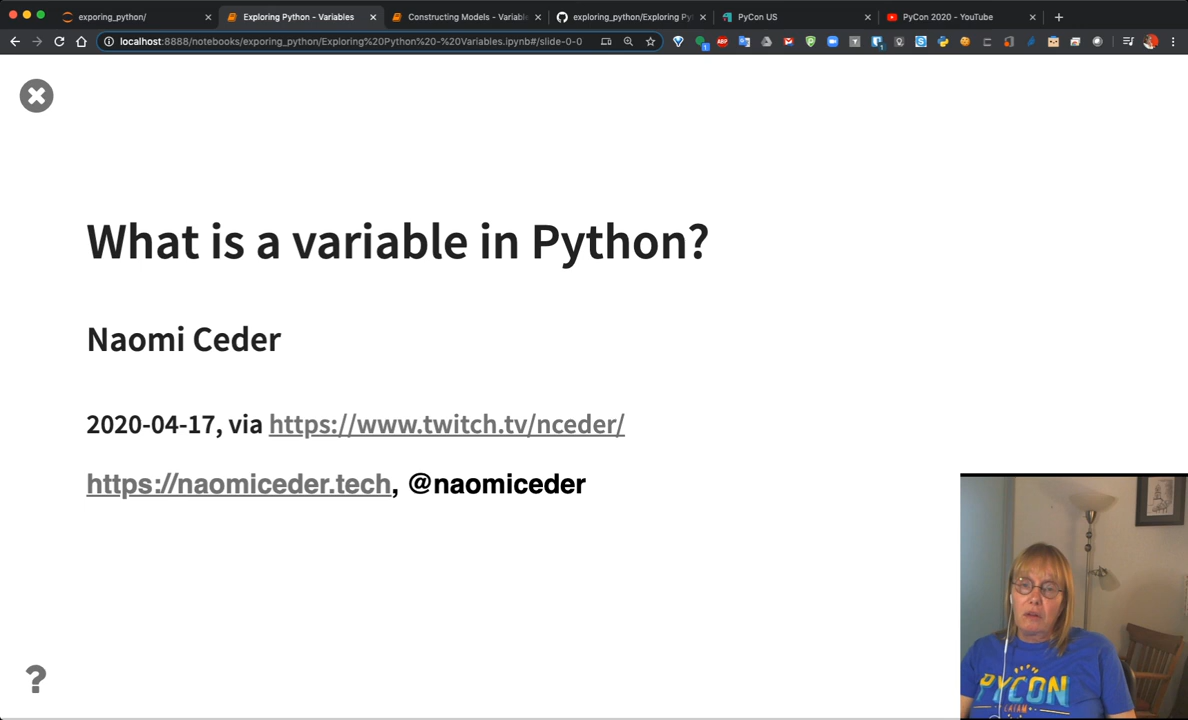 exploring_python/
Exploring Python - Variables
Constructing Models - Variabl
exploring_python/Exploring Py
PyCon US
PyCon 2020 - YouTube
localhost:8888/notebooks/exporing_python/Exploring%20Python%20-%20Variables.ipynb#/slide-0-0
What is a variable in Python?
Naomi Ceder
2020-04-17, via https://www.twitch.tv/nceder/
https://naomiceder.tech, @naomiceder
?
PYCON